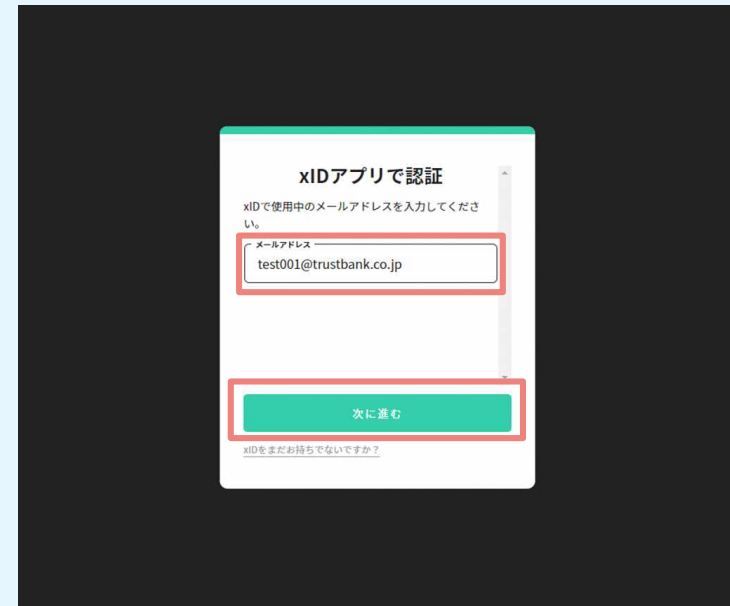 xIDアプリで認証
xIDで使用中のメールアドレスを入力してくださ
い。
メールアドレス
test001@trustbank.co.jp
次に進む
xIDをまだお持ちでないですか？